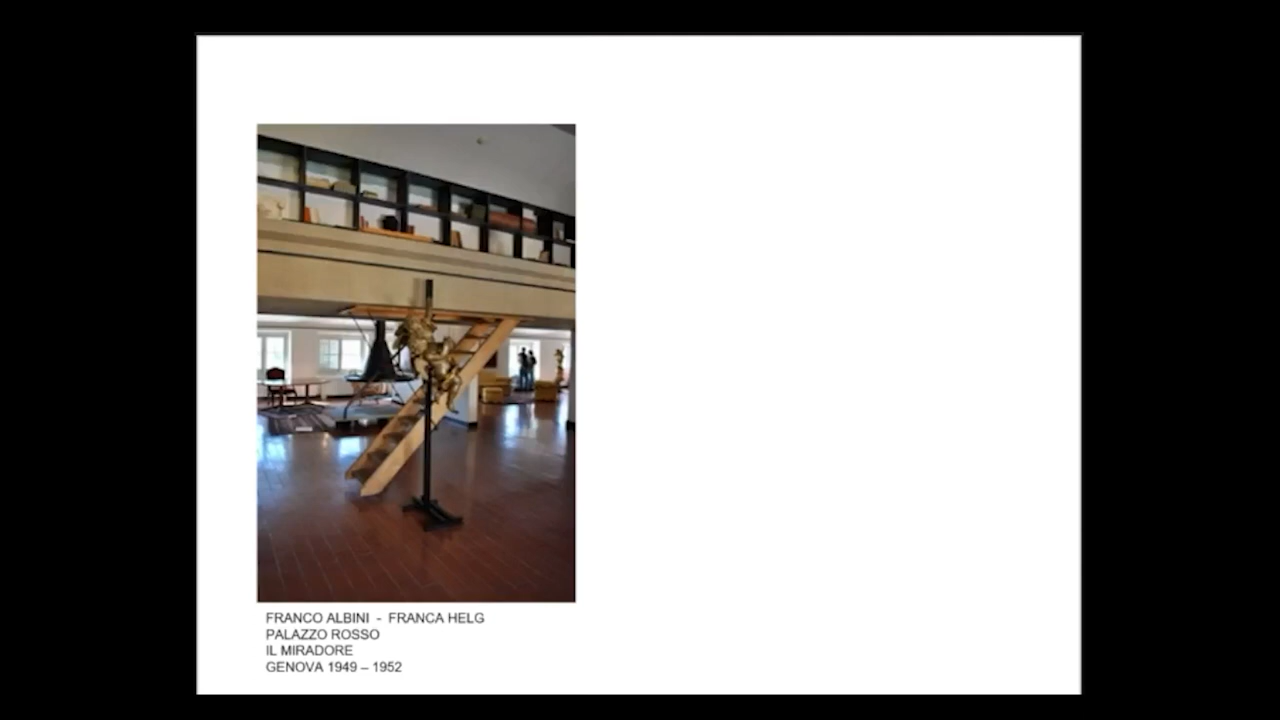 FRANCO ALBINI - FRANCA HELG
PALAZZO ROSSO
IL MIRADORE
GENOVA 1949 – 1952